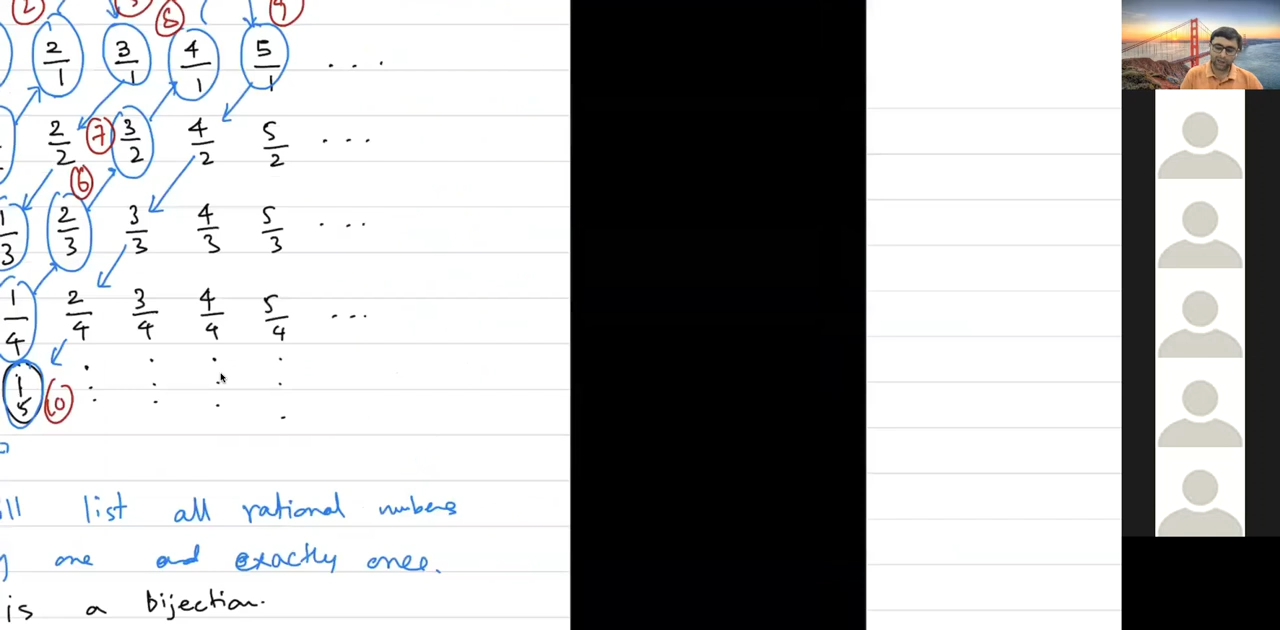 2 8 9
2/1 3/1 4/1 5/1 ...
2/2 7 3/2 4/2 5/2 ...
6
1/3 2/3 3/3 4/3 5/3 ...
1/4 2/4 3/4 4/4 5/4 ...
1/5 10
list all rational numbers
one and exactly once.
is a bijection.